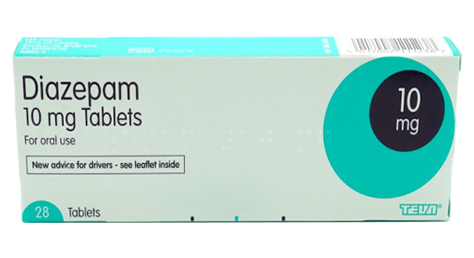 Diazepam
10 mg Tablets
For oral use
New advice for drivers - see leaflet inside
28 Tablets
10
mg
TEVA®